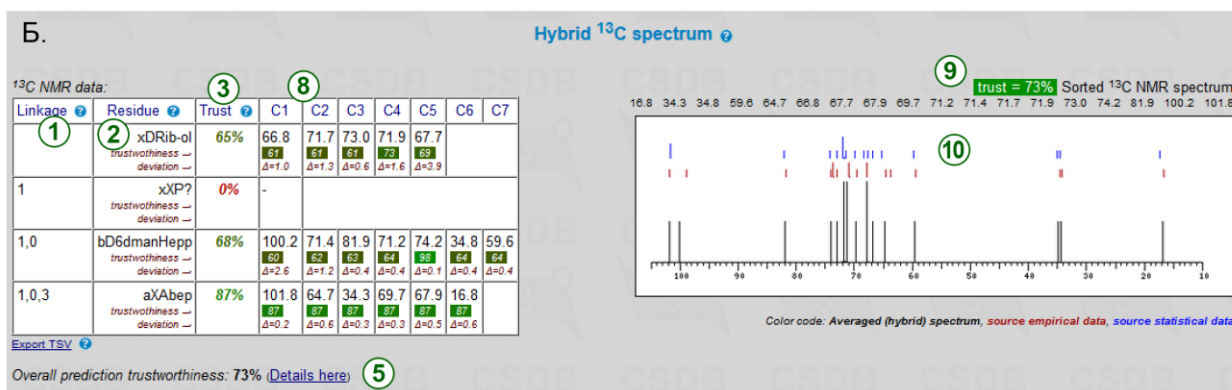 Б.
Hybrid ¹³C spectrum ?
¹³C NMR data:
3 8
Linkage ? Residue ? Trust ? C1 C2 C3 C4 C5 C6 C7
1 2
xDRib-ol 65% 66.8 71.7 73.0 71.9 67.7
trustwothiness → 61 61 61 73 69
deviation → Δ=1.0 Δ=1.3 Δ=0.6 Δ=1.6 Δ=3.9
1 xXP? 0% -
trustwothiness →
deviation →
1,0 bD6dmanHepp 68% 100.2 71.4 81.9 71.2 74.2 34.8 59.6
trustwothiness → 60 62 63 64 98 64 64
deviation → Δ=2.6 Δ=1.2 Δ=0.4 Δ=0.4 Δ=0.1 Δ=0.4 Δ=0.4
1,0,3 aXAbep 87% 101.8 64.7 34.3 69.7 67.9 16.8
trustwothiness → 87 87 87 87 87 87
deviation → Δ=0.2 Δ=0.6 Δ=0.3 Δ=0.3 Δ=0.5 Δ=0.6
Export TSV ?
Overall prediction trustworthiness: 73% (Details here) 5
9
trust = 73% Sorted ¹³C NMR spectrum
16.8 34.3 34.8 59.6 64.7 66.8 67.7 67.9 69.7 71.2 71.4 71.7 71.9 73.0 74.2 81.9 100.2 101.8
10
100 90 80 70 60 50 40 30 20 10
Color code: Averaged (hybrid) spectrum, source empirical data, source statistical data
CSDB CSDB CSDB CSDB CSDB